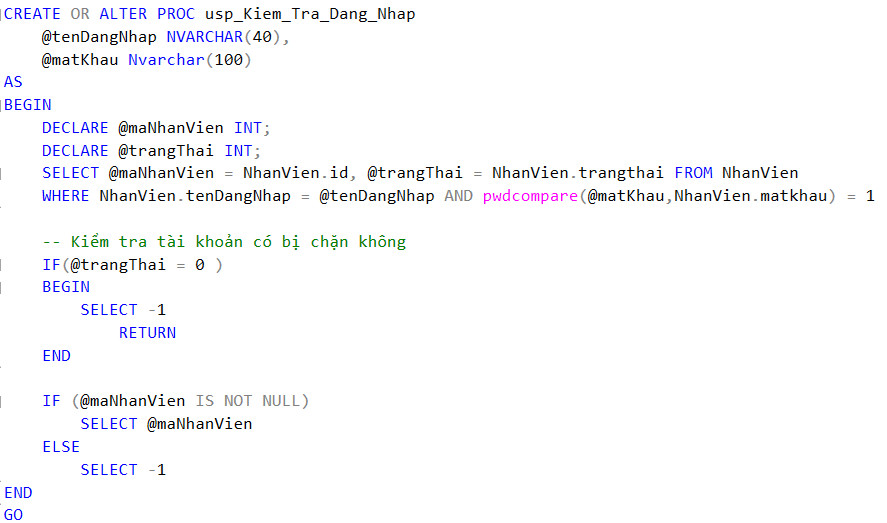 CREATE OR ALTER PROC usp_Kiem_Tra_Dang_Nhap
@tenDangNhap NVARCHAR(40),
@matKhau Nvarchar(100)
AS
BEGIN
DECLARE @maNhanVien INT;
DECLARE @trangThai INT;
SELECT @maNhanVien = NhanVien.id, @trangThai = NhanVien.trangthai FROM NhanVien
WHERE NhanVien.tenDangNhap = @tenDangNhap AND pwdcompare(@matKhau,NhanVien.matkhau) = 1
-- Kiểm tra tài khoản có bị chặn không
IF(@trangThai = 0 )
BEGIN
SELECT -1
RETURN
END
IF (@maNhanVien IS NOT NULL)
SELECT @maNhanVien
ELSE
SELECT -1
END
GO